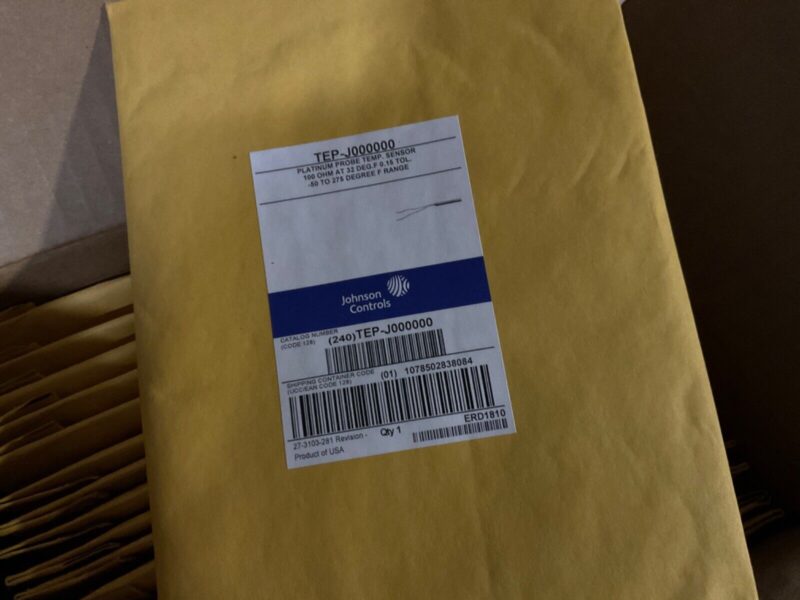 TEP-J000000
PLATINUM PROBE TEMP. SENSOR
100 OHM AT 32 DEG.F 0.15 TOL.
-50 TO 275 DEGREE F RANGE
Johnson
Controls
CATALOG NUMBER
(CODE 128)
(240)TEP-J000000
SHIPPING CONTAINER CODE
(UCC/EAN CODE 128)
(01) 1078502838084
27-3103-281 Revision -
Qty 1
ERD1810
Product of USA